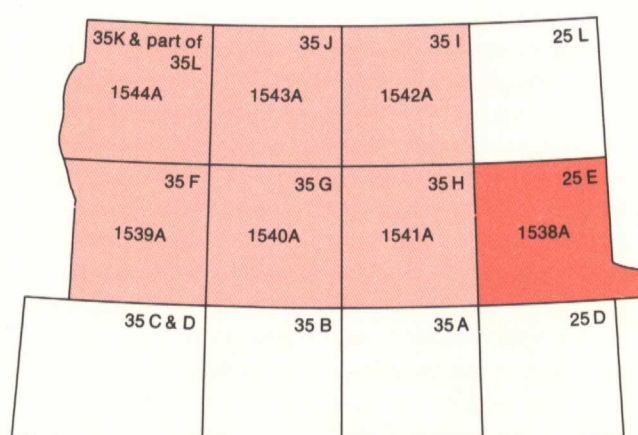 35K & part of 35L
1544A
35 J
1543A
35 I
1542A
25 L
35 F
1539A
35 G
1540A
35 H
1541A
25 E
1538A
35 C & D
35 B
35 A
25 D